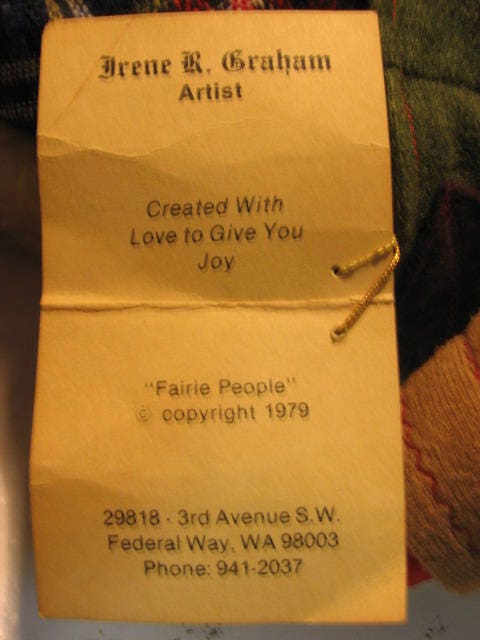 Irene R. Graham
Artist
Created With
Love to Give You
Joy
"Fairie People"
© copyright 1979
29818 - 3rd Avenue S.W.
Federal Way, WA 98003
Phone: 941-2037